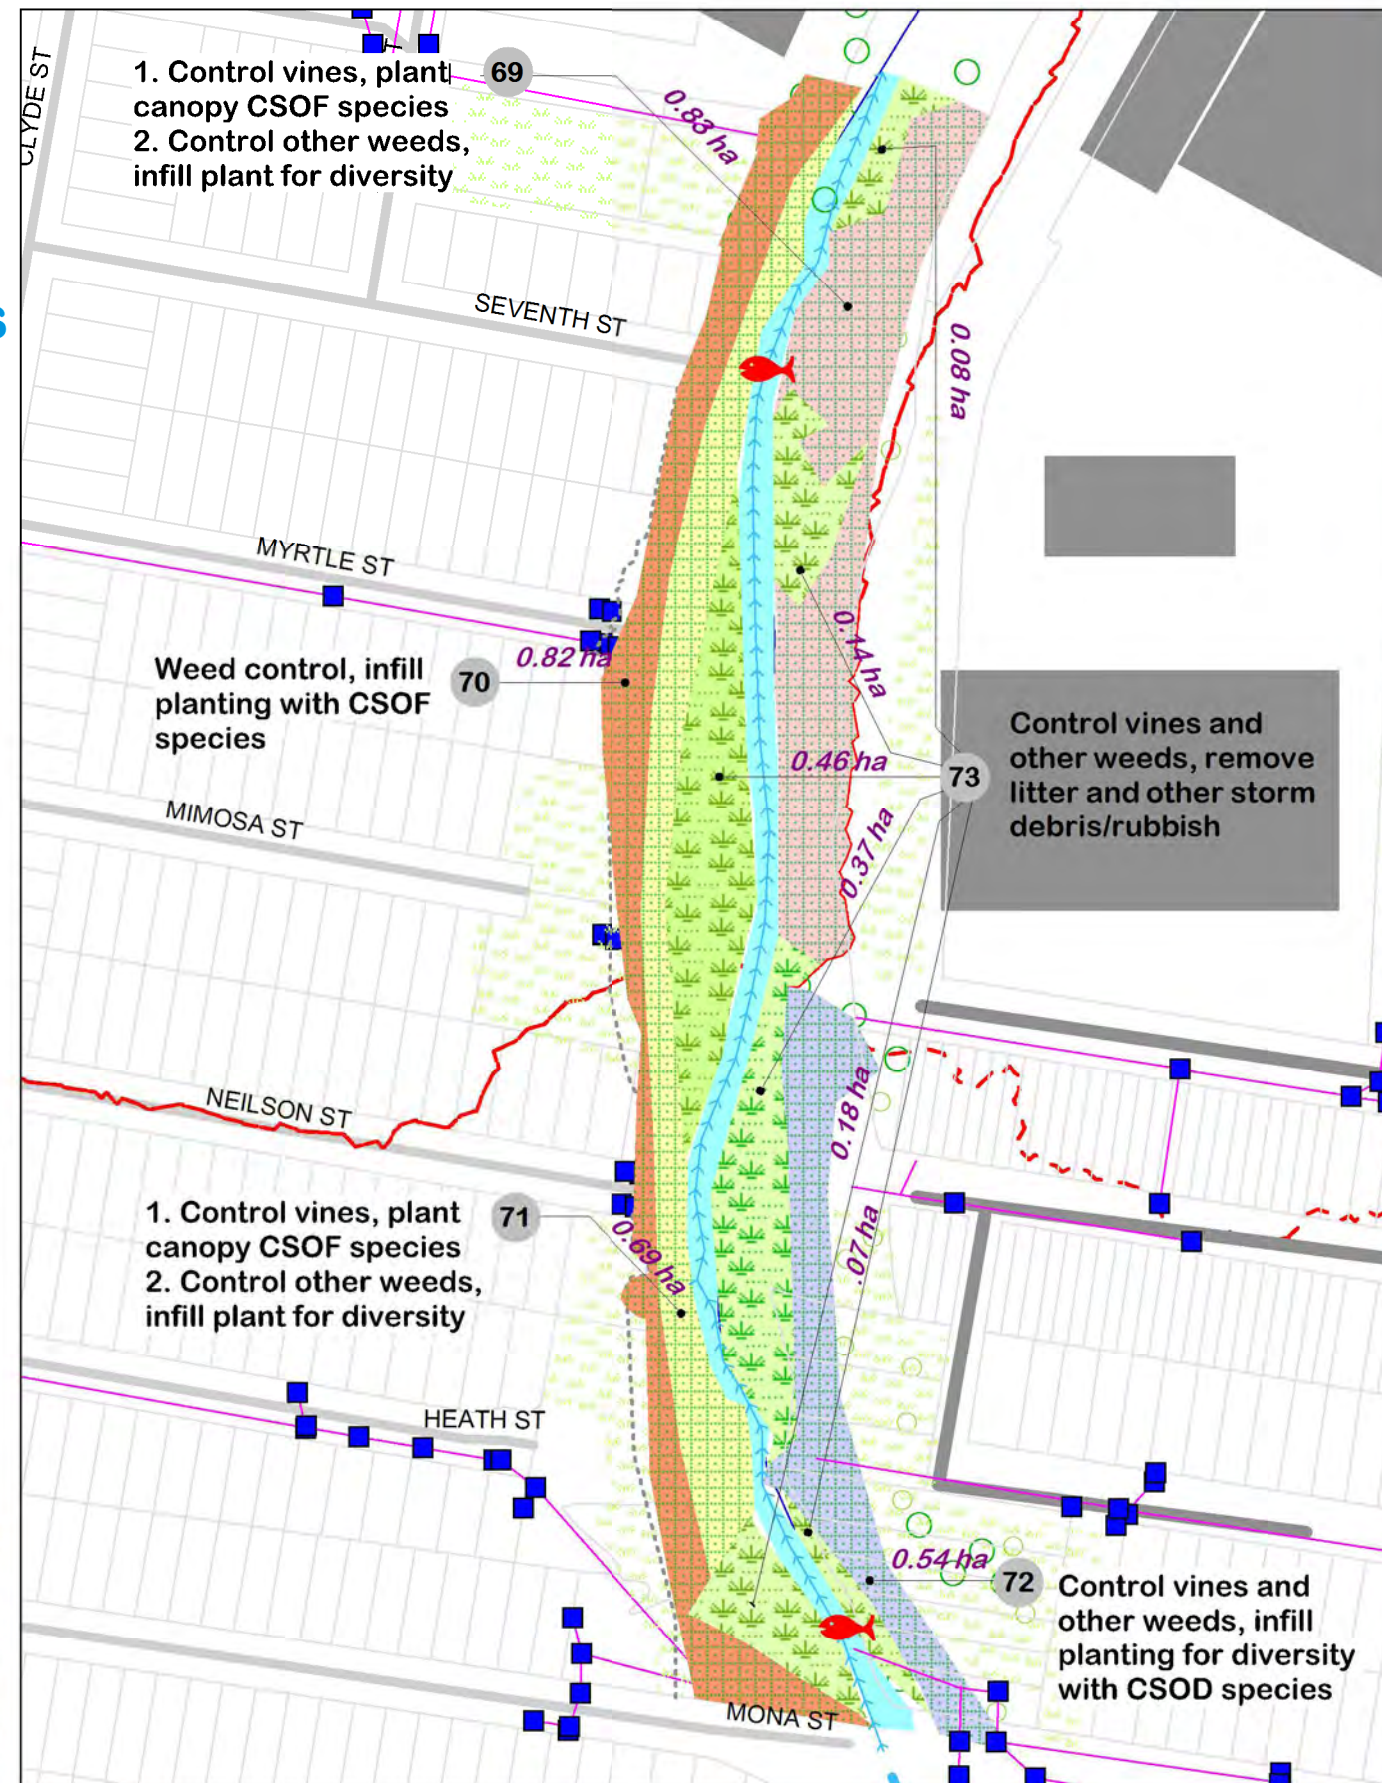 CLYDE ST
1. Control vines, plant
canopy CSOF species
2. Control other weeds,
infill plant for diversity
69
0.83 ha
SEVENTH ST
0.08 ha
MYRTLE ST
0.82 ha
Weed control, infill
planting with CSOF
species
70
0.14 ha
0.46 ha
73
Control vines and
other weeds, remove
litter and other storm
debris/rubbish
MIMOSA ST
0.37 ha
NEILSON ST
0.18 ha
1. Control vines, plant
canopy CSOF species
2. Control other weeds,
infill plant for diversity
71
0.69 ha
.07 ha
HEATH ST
0.54 ha
72
Control vines and
other weeds, infill
planting for diversity
with CSOD species
MONA ST